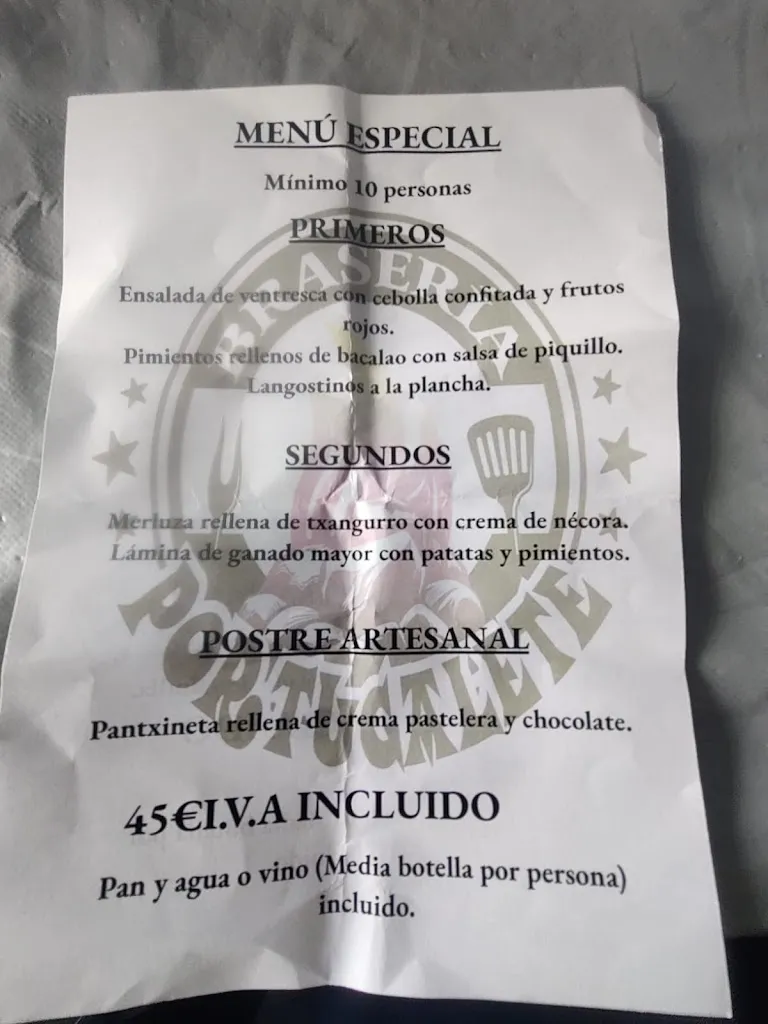 MENÚ ESPECIAL
Mínimo 10 personas
PRIMEROS
BRASERIA
Ensalada de ventresca con cebolla confitada y frutos
rojos.
Pimientos rellenos de bacalao con salsa de piquillo.
Langostinos a la plancha.
SEGUNDOS
Merluza rellena de txangurro con crema de nécora.
Lámina de ganado mayor con patatas y pimientos.
POSTRE ARTESANAL
PORTUGALETE
Pantxineta rellena de crema pastelera y chocolate.
45€I.V.A INCLUIDO
Pan y agua o vino (Media botella por persona)
incluido.